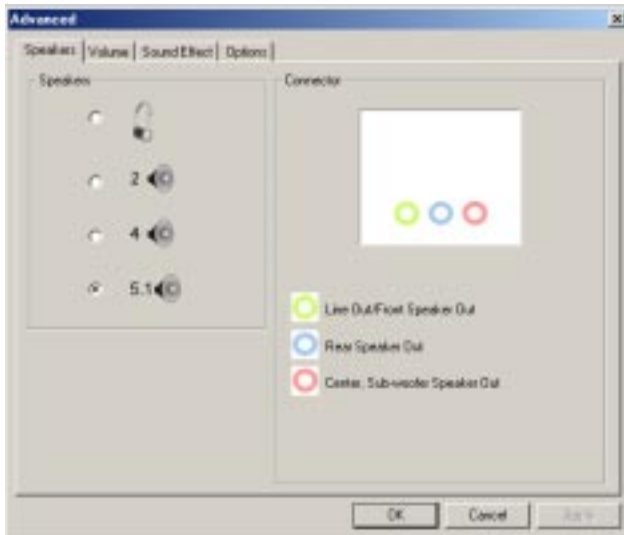 Advanced
Speakers Volume Sound Effect Options
Speakers
2
4
5.1
Connector
Line Out/Front Speaker Out
Rear Speaker Out
Center, Sub-woofer Speaker Out
OK Cancel Apply